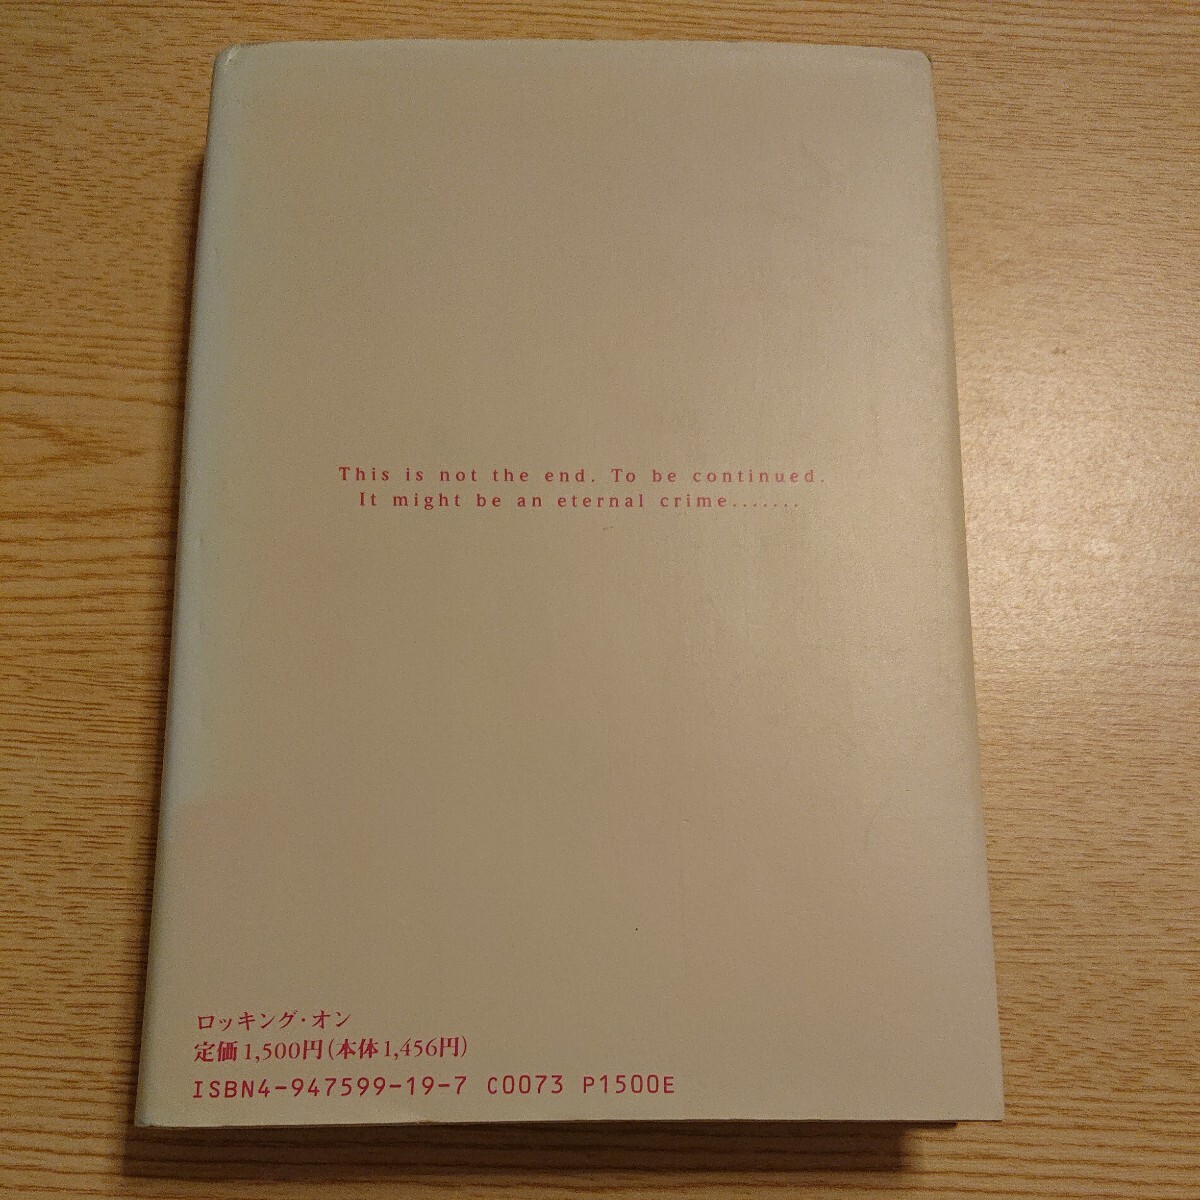 This is not the end. To be continued.
It might be an eternal crime.......
ロッキング・オン
定価1,500円(本体1,456円)
ISBN4-947599-19-7 C0073 P1500E